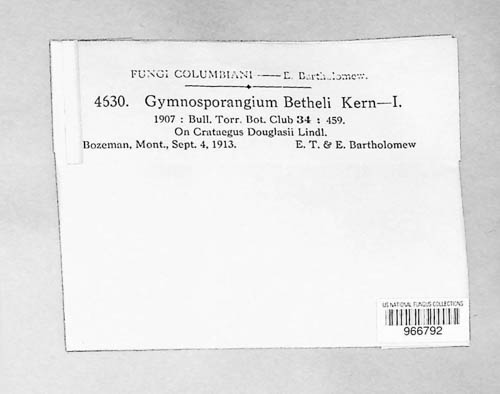 FUNGI COLUMBIANI — E. Bartholomew.
4630. Gymnosporangium Betheli Kern—I.
1907 : Bull. Torr. Bot. Club 34 : 459.
On Crataegus Douglasii Lindl.
Bozeman, Mont., Sept. 4, 1913. E. T. & E. Bartholomew
US NATIONAL FUNGUS COLLECTIONS
966792